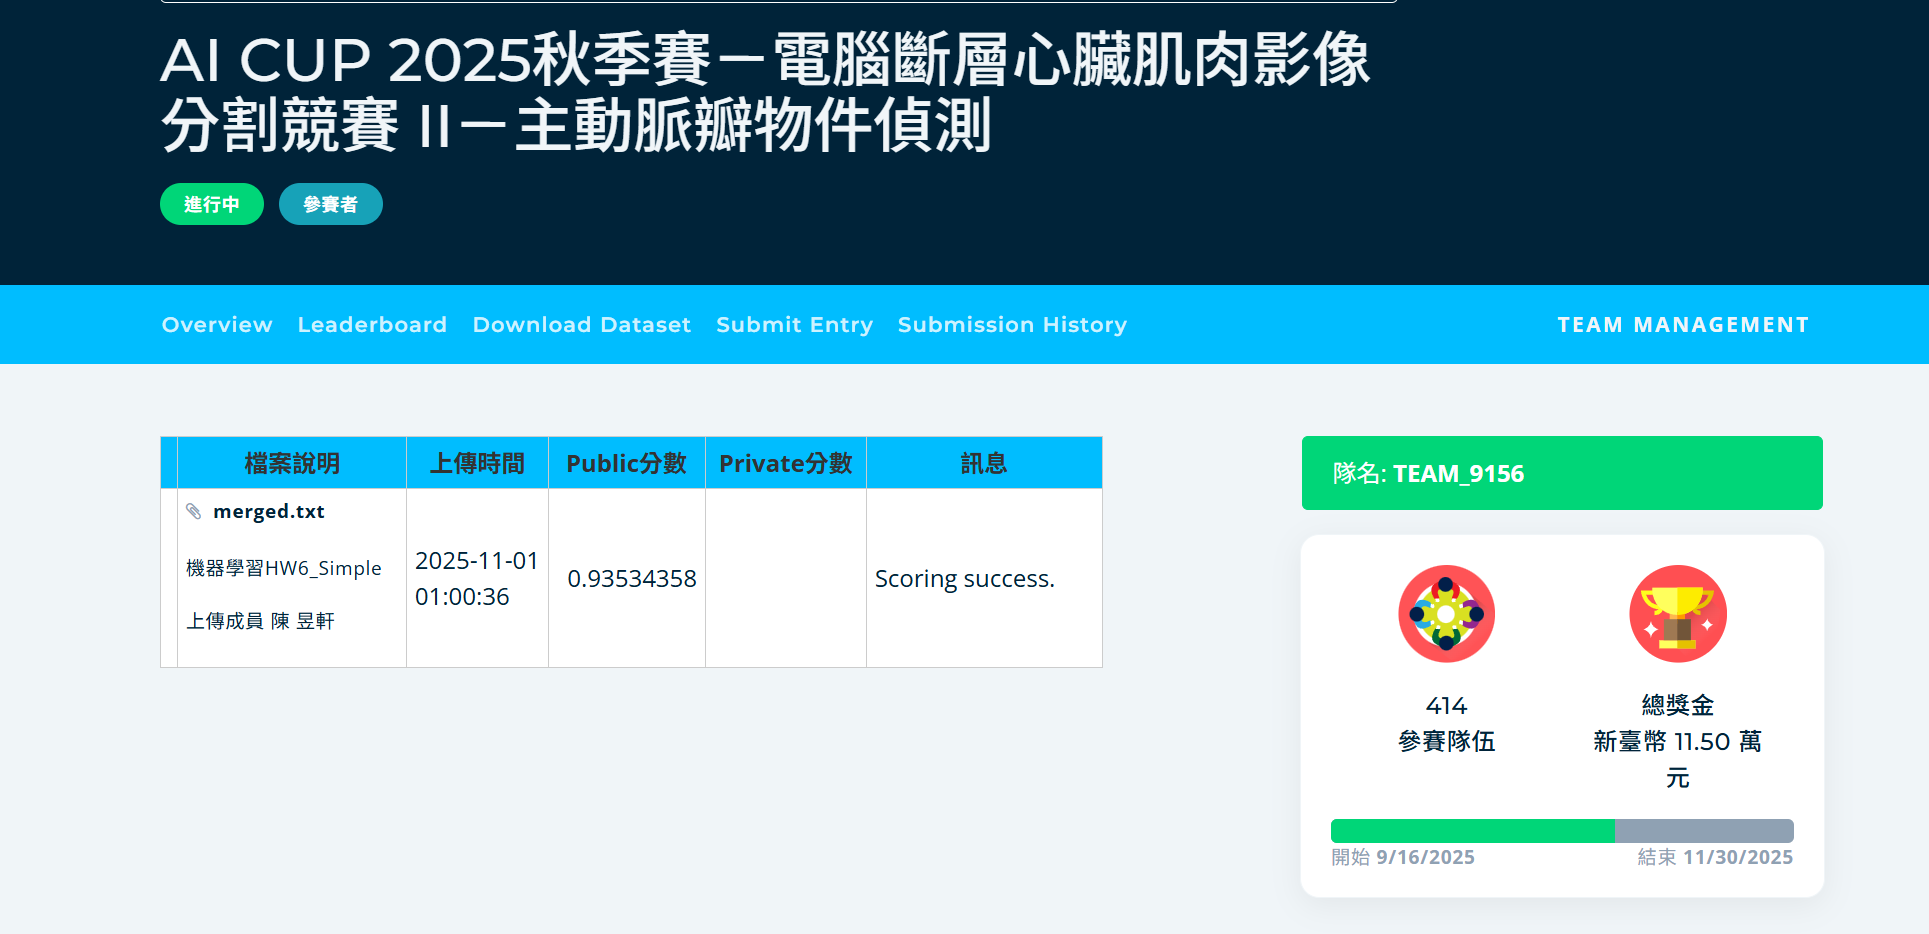 AI CUP 2025秋季賽－電腦斷層心臟肌肉影像
分割競賽 II－主動脈瓣物件偵測
進行中 參賽者
Overview Leaderboard Download Dataset Submit Entry Submission History TEAM MANAGEMENT
檔案說明 上傳時間 Public分數 Private分數 訊息
merged.txt
機器學習HW6_Simple
上傳成員 陳 昱軒
2025-11-01
01:00:36
0.93534358
Scoring success.
隊名: TEAM_9156
414
參賽隊伍
總獎金
新臺幣 11.50 萬
元
開始 9/16/2025 結束 11/30/2025